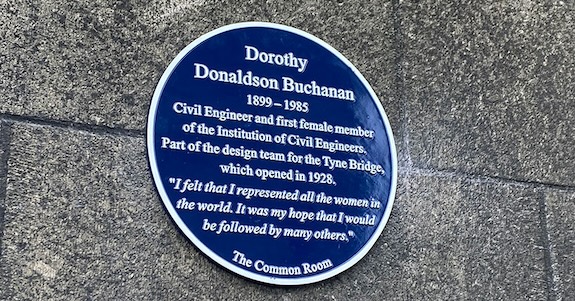 Dorothy
Donaldson Buchanan
1899 – 1985
Civil Engineer and first female member
of the Institution of Civil Engineers.
Part of the design team for the Tyne Bridge,
which opened in 1928.
"I felt that I represented all the women in
the world. It was my hope that I would
be followed by many others."
The Common Room